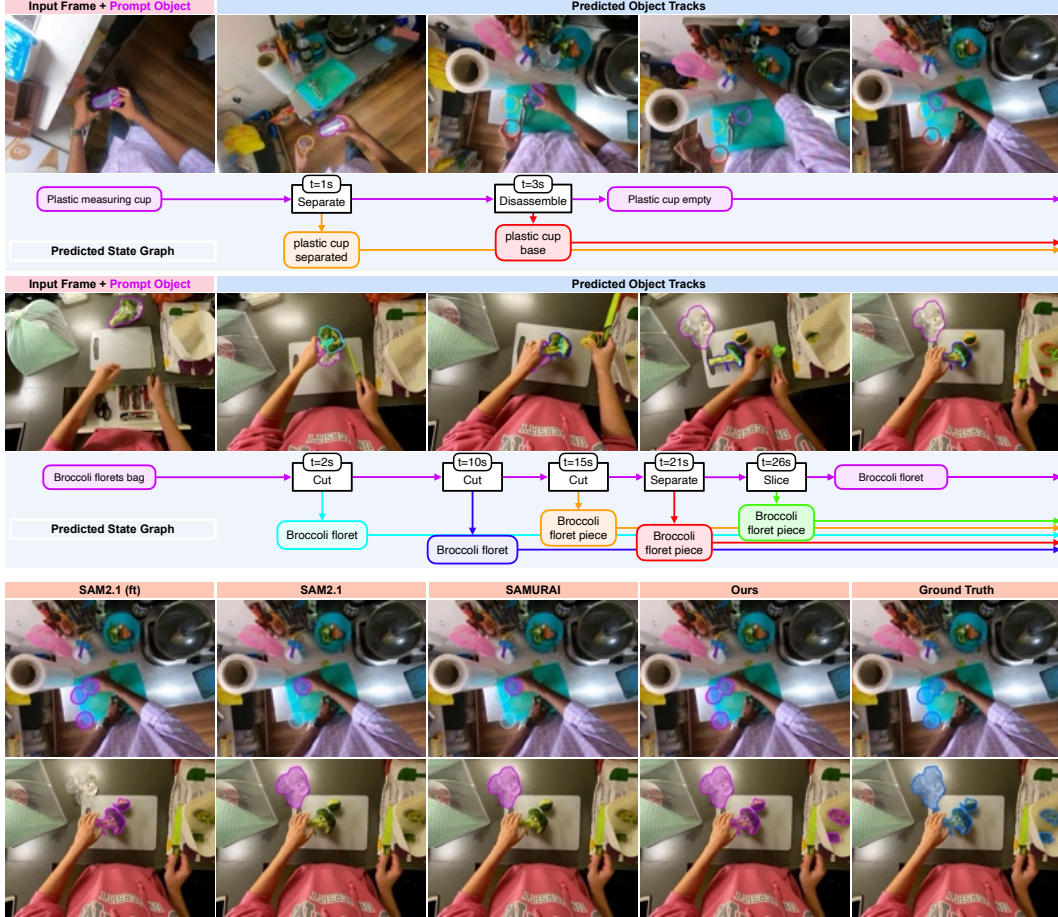 Input Frame + Prompt Object
Predicted Object Tracks
t=1s
t=3s
Plastic measuring cup
Separate
Disassemble
Plastic cup empty
Predicted State Graph
plastic cup
separated
plastic cup
base
Input Frame + Prompt Object
Predicted Object Tracks
t=2s
t=10s
t=15s
t=21s
t=26s
Broccoli florets bag
Cut
Cut
Cut
Separate
Slice
Broccoli floret
Predicted State Graph
Broccoli floret
Broccoli floret
Broccoli
floret piece
Broccoli
floret piece
Broccoli
floret piece
SAM2.1 (ft)
SAM2.1
SAMURAI
Ours
Ground Truth